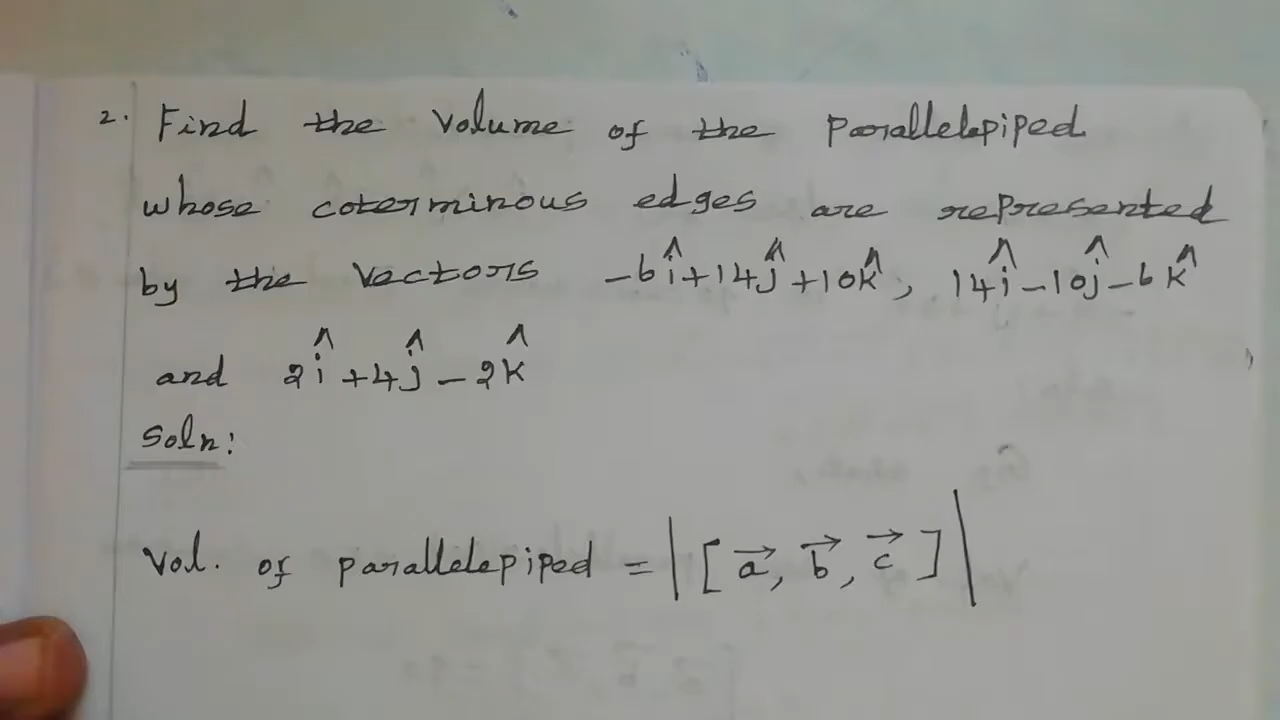 2. Find the Volume of the Parallelepiped
whose coterminous edges are represented
by the Vectors -6î+14ĵ+10k̂, 14î-10ĵ-6k̂
and 2î+4ĵ-2k̂
Soln:
Vol. of parallelepiped = |[a⃗, b⃗, c⃗]|